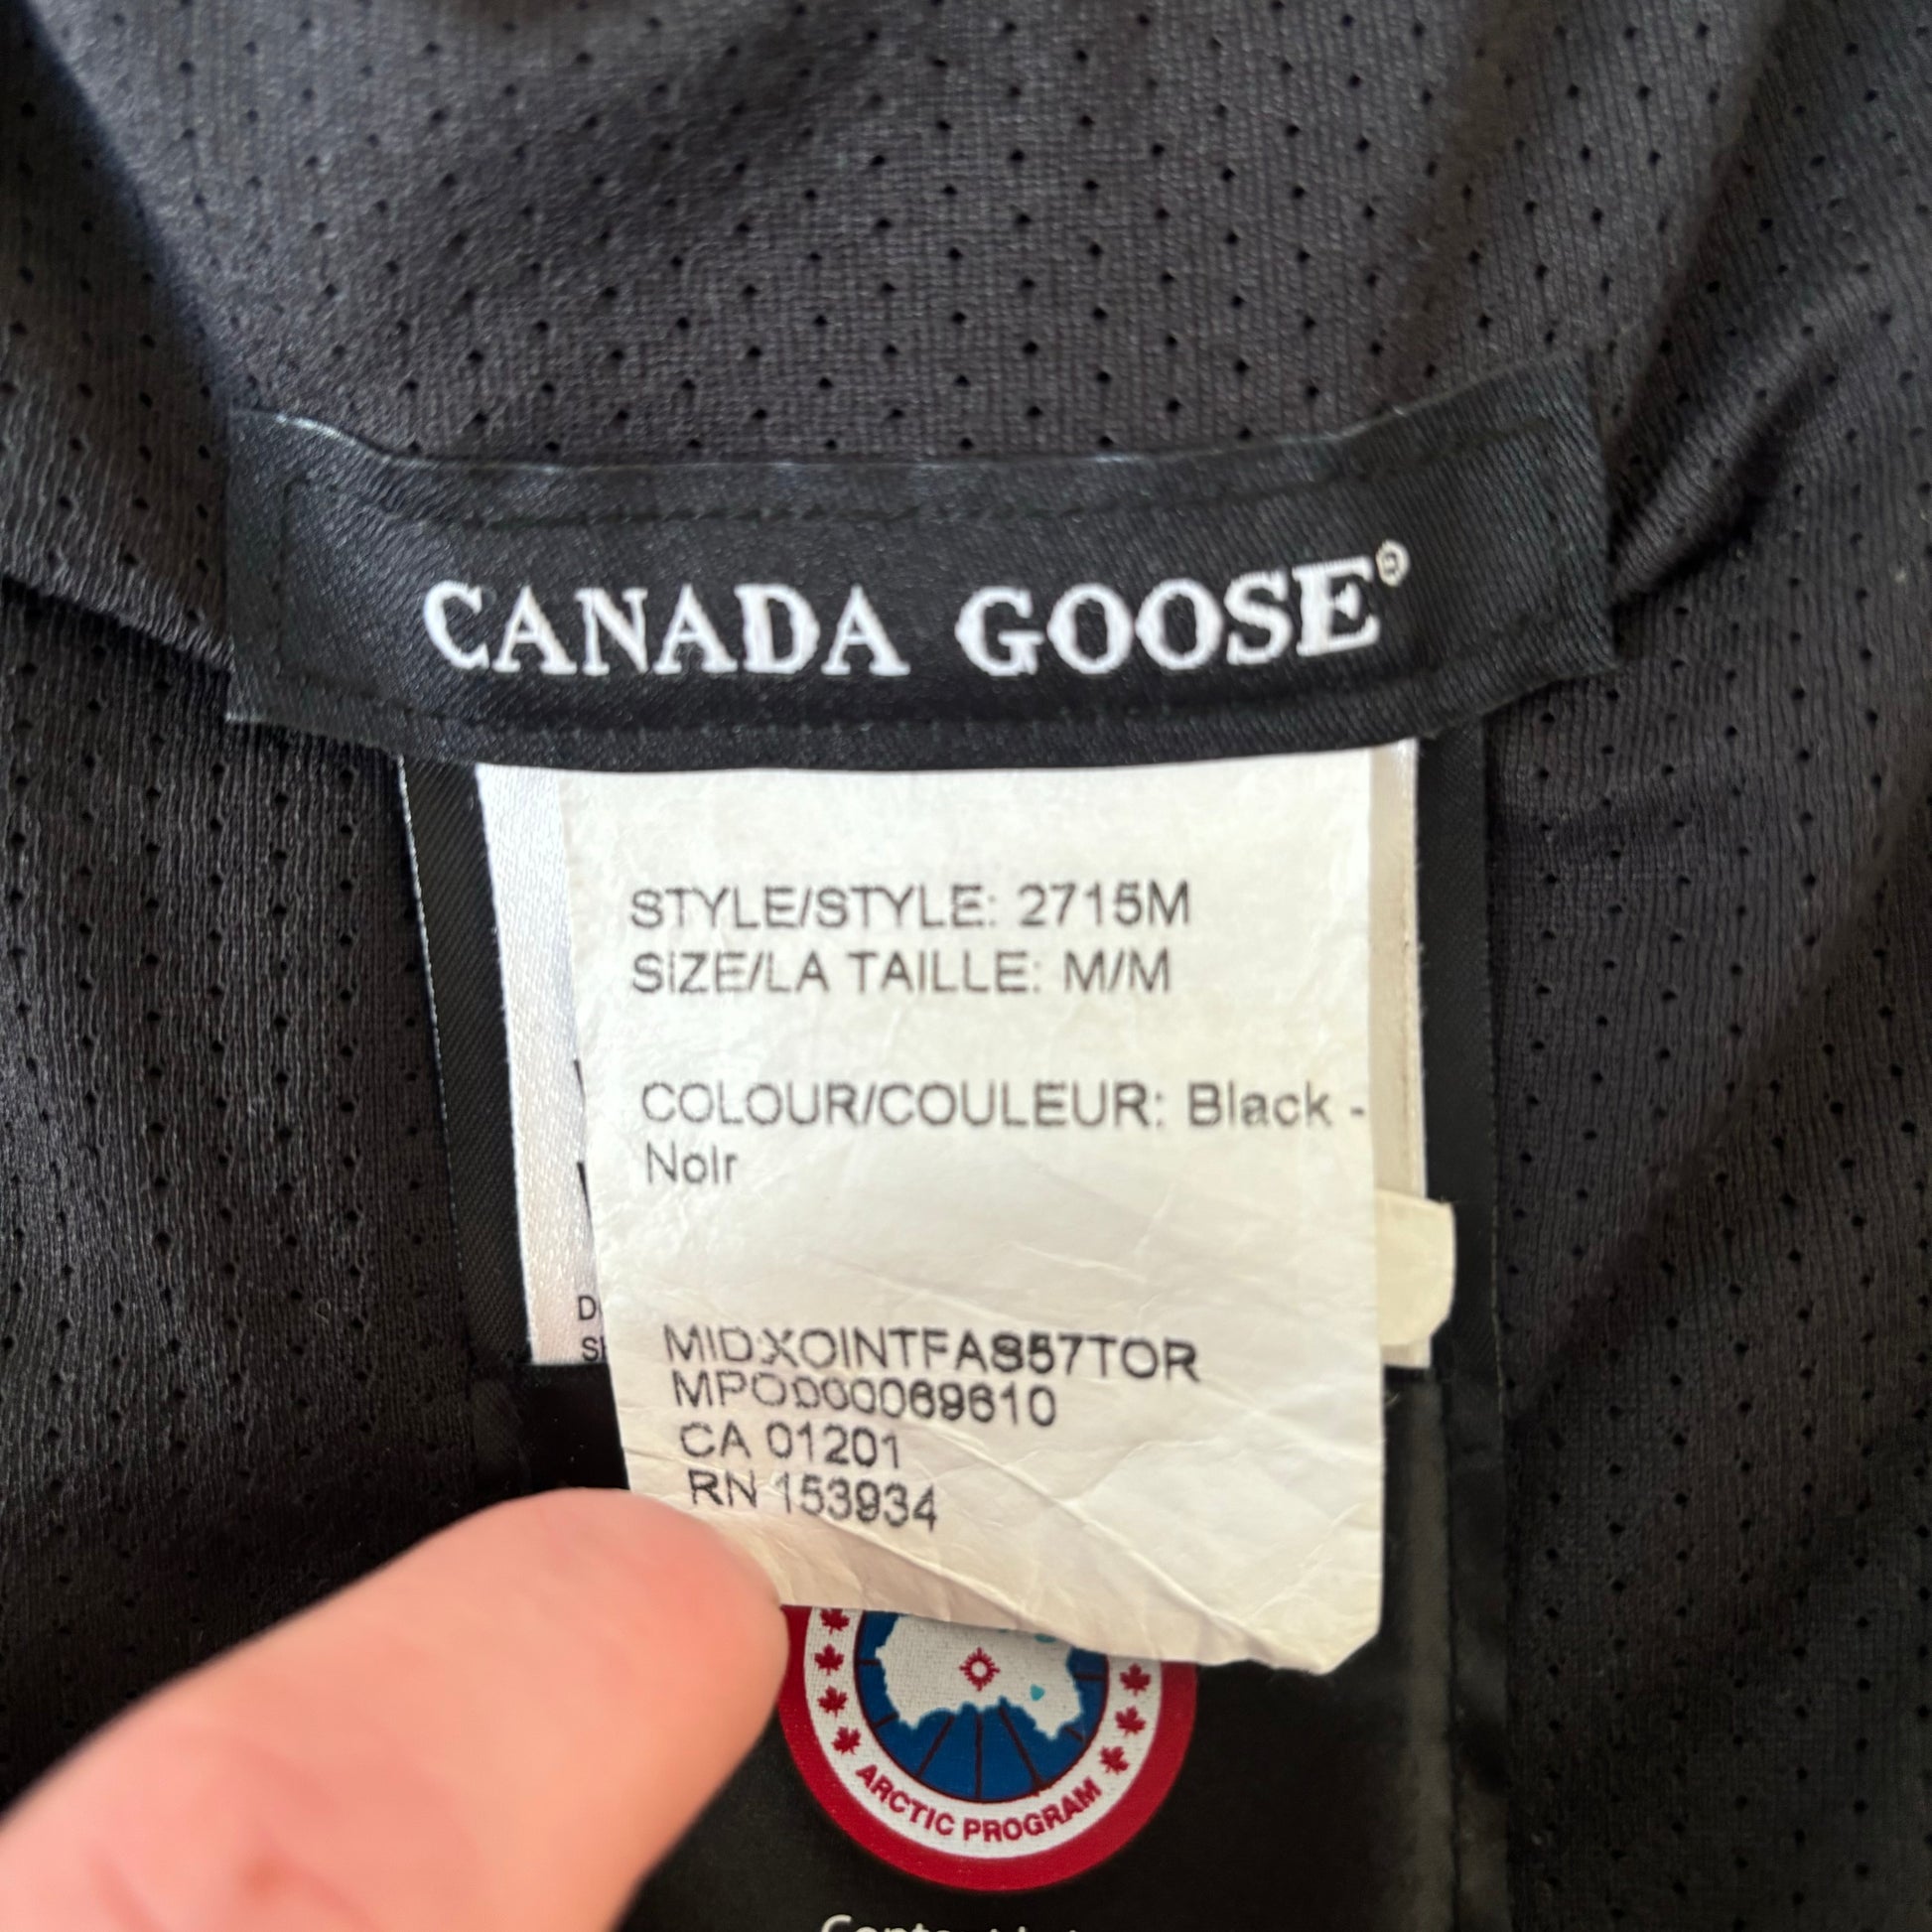 CANADA GOOSE®
STYLE/STYLE: 2715M
SIZE/LA TAILLE: M/M
COLOUR/COULEUR: Black -
Noir
MIDXOINTFAS57TOR
MPO000069610
CA 01201
RN 153934
ARCTIC PROGRAM